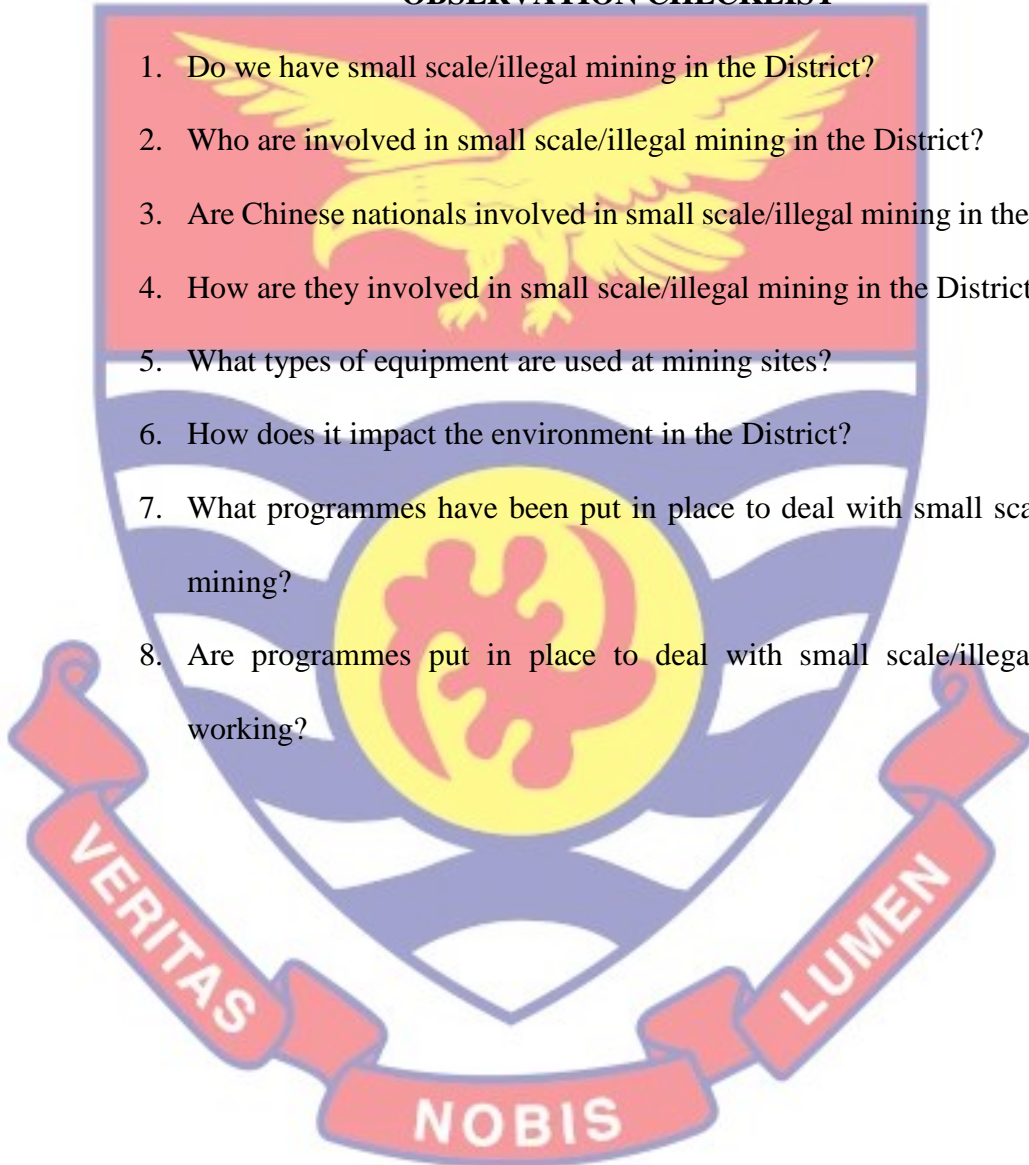 OBSERVATION CHECKLIST
1. Do we have small scale/illegal mining in the District?
2. Who are involved in small scale/illegal mining in the District?
3. Are Chinese nationals involved in small scale/illegal mining in the
4. How are they involved in small scale/illegal mining in the District
5. What types of equipment are used at mining sites?
6. How does it impact the environment in the District?
7. What programmes have been put in place to deal with small
mining?
8. Are programmes put in place to deal with small
working?
VERITAS
NOBIS
LUMEN